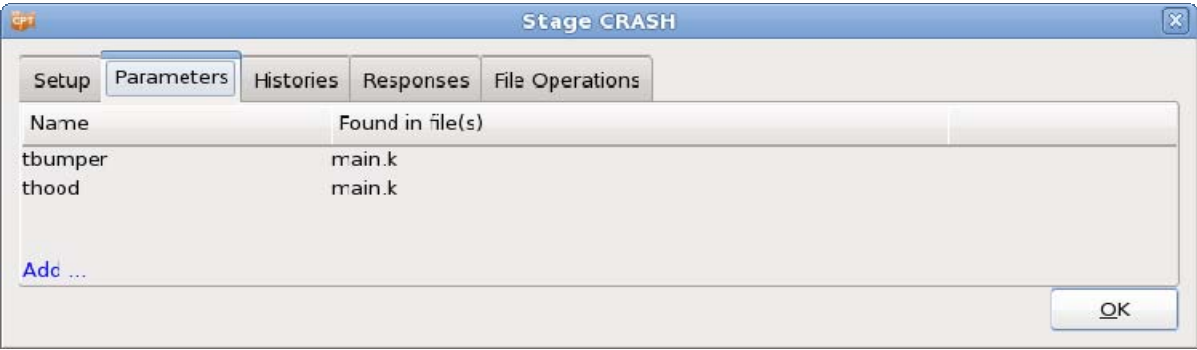 CPT
Stage CRASH
Setup Parameters Histories Responses File Operations
Name Found in file(s)
tbumper main.k
thood main.k
Add ...
OK